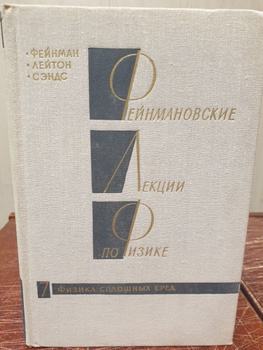 • ФЕЙНМАН
• ЛЕЙТОН
• СЭНДС
ФЕЙНМАНОВСКИЕ
ЛЕКЦИИ
ПО ФИЗИКЕ
7 ФИЗИКА СПЛОШНЫХ СРЕД